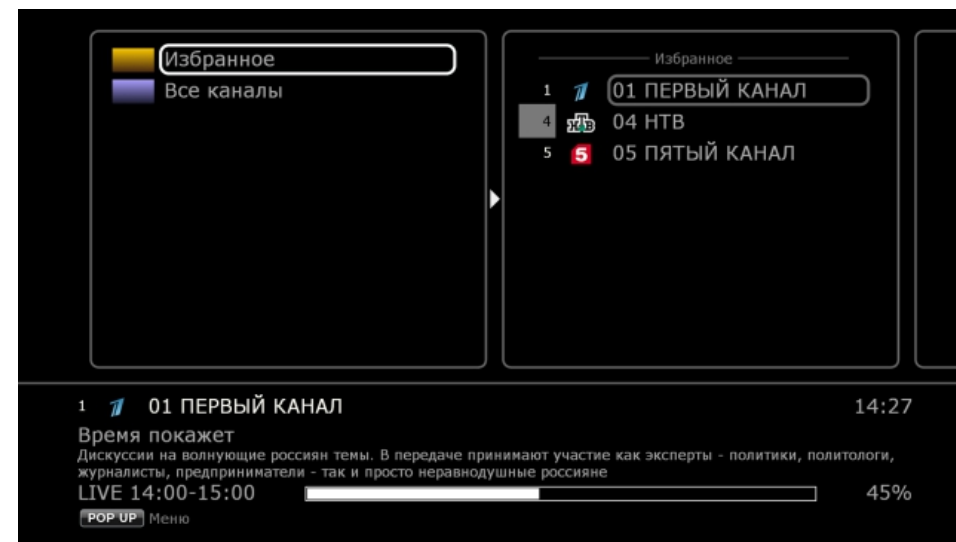 Избранное
Все каналы
Избранное
1 01 ПЕРВЫЙ КАНАЛ
4 НТВ 04 НТВ
5 5 05 ПЯТЫЙ КАНАЛ
1 01 ПЕРВЫЙ КАНАЛ 14:27
Время покажет
Дискуссии на волнующие россиян темы. В передаче принимают участие как эксперты - политики, политологи,
журналисты, предприниматели - так и просто неравнодушные россияне
LIVE 14:00-15:00 45%
POP UP Меню